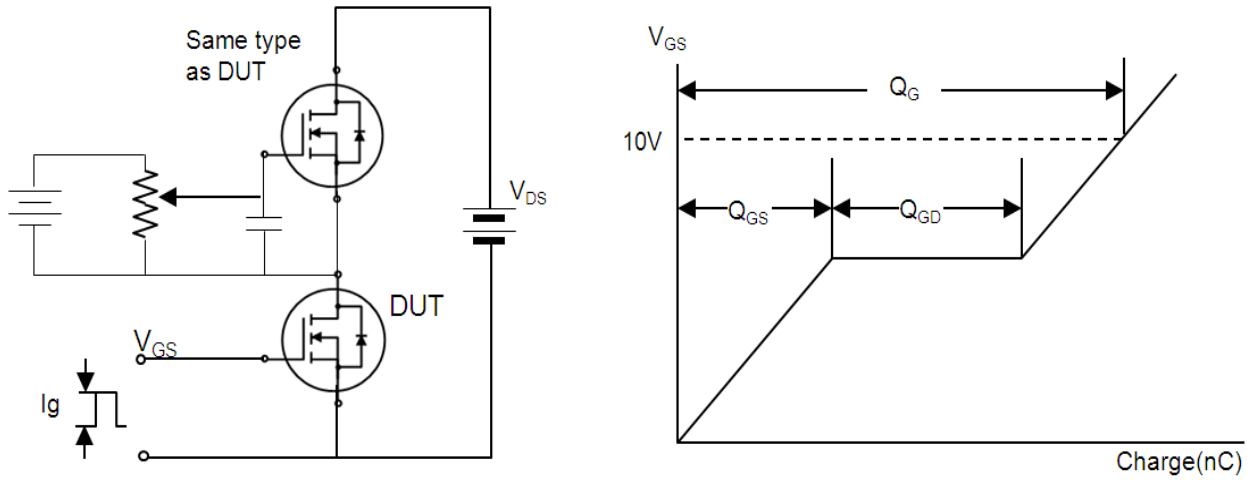 Same type
as DUT
V_DS
DUT
V_GS
Ig
V_GS
Q_G
10V
Q_GS
Q_GD
Charge(nC)